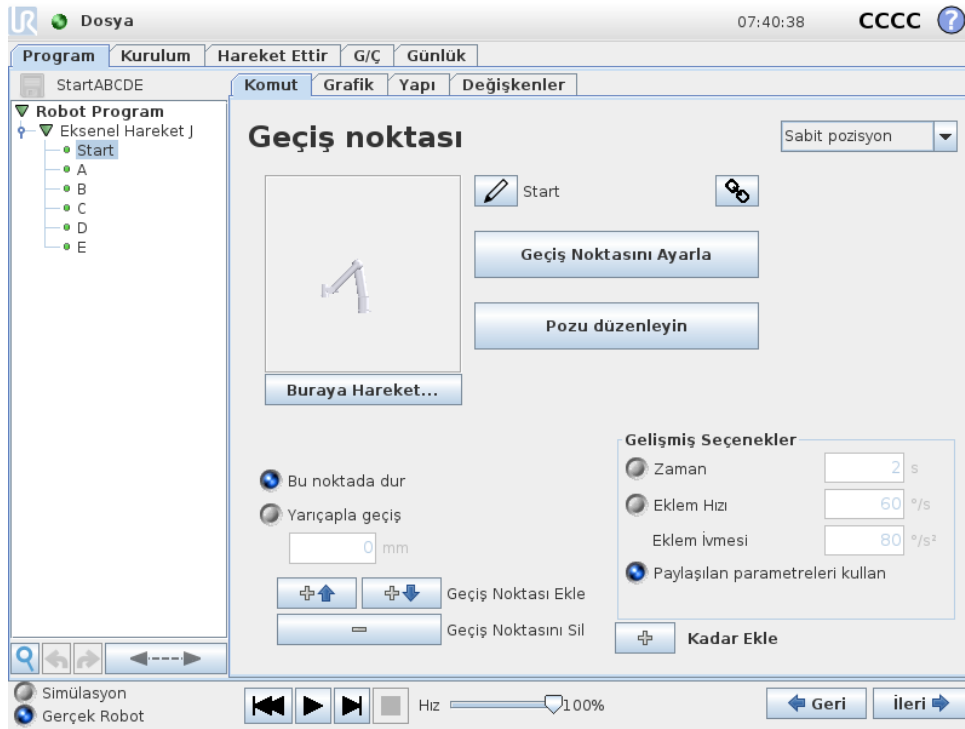 UR Dosya 07:40:38 CCCC ?
Program Kurulum Hareket Ettir G/Ç Günlük
StartABCDE
Komut Grafik Yapı Değişkenler
Robot Program
Eksenel Hareket J
Start
A
B
C
D
E
Geçiş noktası
Sabit pozisyon
Start
Geçiş Noktasını Ayarla
Pozu düzenleyin
Buraya Hareket...
Bu noktada dur
Yarıçapla geçiş
0 mm
Geçiş Noktası Ekle
Geçiş Noktasını Sil
Gelişmiş Seçenekler
Zaman 2 s
Eklem Hızı 60 °/s
Eklem İvmesi 80 °/s²
Paylaşılan parametreleri kullan
Kadar Ekle
Simülasyon
Gerçek Robot
Hız 100%
Geri İleri